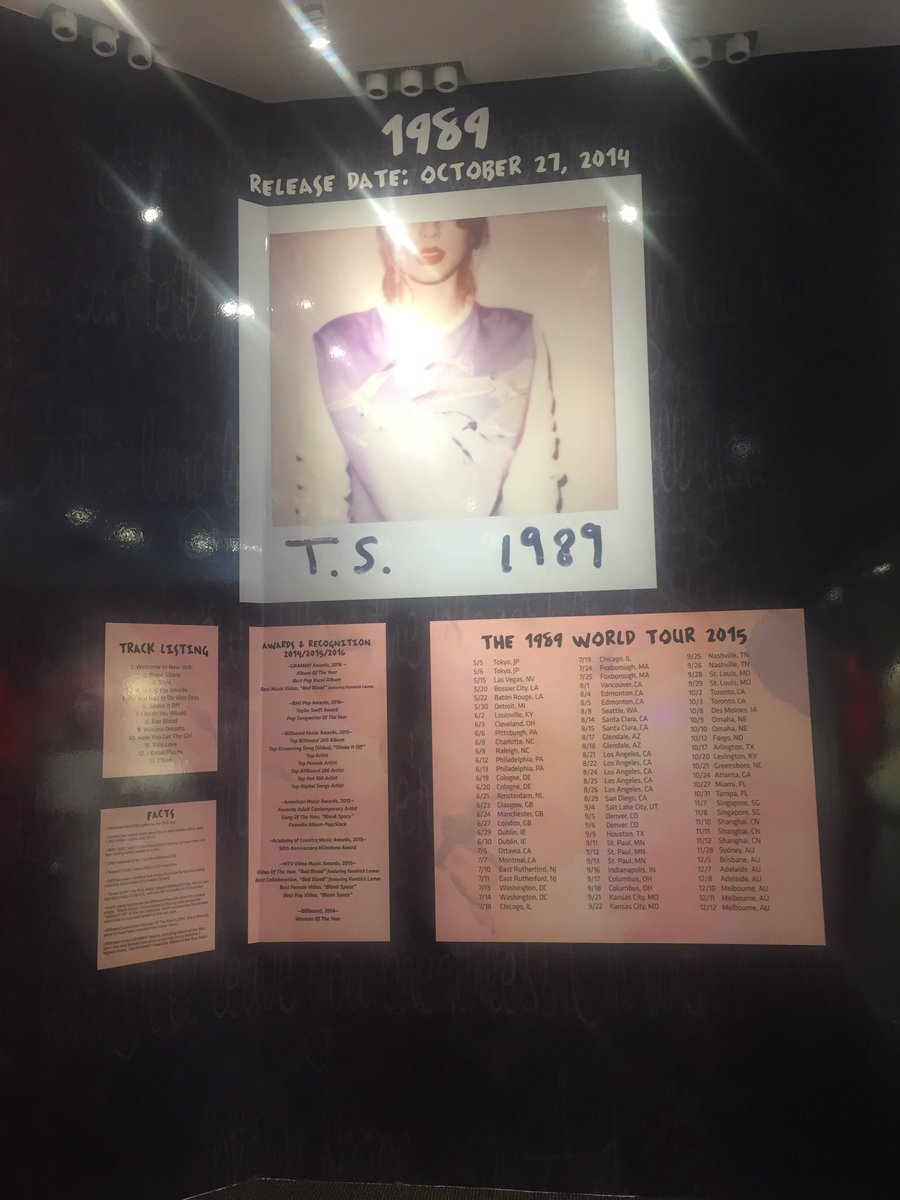 1989
RELEASE DATE: OCTOBER 27, 2014
T.S. 1989
TRACK LISTING
1. Welcome to New York
2. Blank Space
3. Style
4. Out of the Woods
5. All You Had to Do Was Stay
6. Shake It Off
7. I Wish You Would
8. Bad Blood
9. Wildest Dreams
10. How You Get The Girl
11. This Love
12. I Know Places
13. Clean
FACTS
AWARDS & RECOGNITION
2014/2015/2016
~GRAMMY Awards, 2016~
Album Of The Year
Best Pop Vocal Album
Best Music Video, "Bad Blood" featuring Kendrick Lamar
~BMI Pop Awards, 2016~
Taylor Swift Award
Pop Songwriter Of The Year
~Billboard Music Awards, 2015~
Top Billboard 200 Album
Top Streaming Song (Video), "Shake It Off"
Top Artist
Top Female Artist
Top Billboard 200 Artist
Top Hot 100 Artist
Top Digital Songs Artist
~American Music Awards, 2015~
Favorite Adult Contemporary Artist
Song Of The Year, "Blank Space"
Favorite Album Pop/Rock
~Academy of Country Music Awards, 2015~
50th Anniversary Milestone Award
~MTV Video Music Awards, 2015~
Video Of The Year, "Bad Blood" featuring Kendrick Lamar
Best Collaboration, "Bad Blood" featuring Kendrick Lamar
Best Female Video, "Blank Space"
Best Pop Video, "Blank Space"
~Billboard, 2014~
Woman Of The Year
THE 1989 WORLD TOUR 2015
5/5 Tokyo, JP
5/6 Tokyo, JP
5/15 Las Vegas, NV
5/20 Bossier City, LA
5/22 Baton Rouge, LA
5/30 Detroit, MI
6/2 Louisville, KY
6/3 Cleveland, OH
6/6 Pittsburgh, PA
6/8 Charlotte, NC
6/9 Raleigh, NC
6/12 Philadelphia, PA
6/13 Philadelphia, PA
6/19 Cologne, DE
6/20 Cologne, DE
6/21 Amsterdam, NL
6/23 Glasgow, GB
6/24 Manchester, GB
6/27 London, GB
6/29 Dublin, IE
6/30 Dublin, IE
7/6 Ottawa, CA
7/7 Montreal,CA
7/10 East Rutherford, NJ
7/11 East Rutherford, NJ
7/13 Washington, DC
7/14 Washington, DC
7/18 Chicago, IL
7/19 Chicago, IL
7/24 Foxborough, MA
7/25 Foxborough, MA
8/1 Vancouver,CA
8/4 Edmonton,CA
8/5 Edmonton, CA
8/8 Seattle, WA
8/14 Santa Clara, CA
8/15 Santa Clara, CA
8/17 Glendale, AZ
8/18 Glendale, AZ
8/21 Los Angeles, CA
8/22 Los Angeles, CA
8/24 Los Angeles, CA
8/25 Los Angeles, CA
8/26 Los Angeles, CA
8/29 San Diego, CA
9/4 Salt Lake City, UT
9/5 Denver, CO
9/6 Denver, CO
9/9 Houston, TX
9/11 St. Paul, MN
9/12 St. Paul, MN
9/13 St. Paul, MN
9/16 Indianapolis, IN
9/17 Columbus, OH
9/18 Columbus, OH
9/21 Kansas City, MO
9/22 Kansas City, MO
9/25 Nashville, TN
9/26 Nashville, TN
9/28 St. Louis, MO
9/29 St. Louis, MO
10/2 Toronto, CA
10/3 Toronto, CA
10/8 Des Moines, IA
10/9 Omaha, NE
10/10 Omaha, NE
10/12 Fargo, ND
10/17 Arlington, TX
10/20 Lexington, KY
10/21 Greensboro, NC
10/24 Atlanta, GA
10/27 Miami, FL
10/31 Tampa, FL
11/7 Singapore, SG
11/8 Singapore, SG
11/10 Shanghai, CN
11/11 Shanghai, CN
11/12 Shanghai, CN
11/28 Sydney, AU
12/5 Brisbane, AU
12/7 Adelaide, AU
12/8 Adelaide, AU
12/10 Melbourne, AU
12/11 Melbourne, AU
12/12 Melbourne, AU